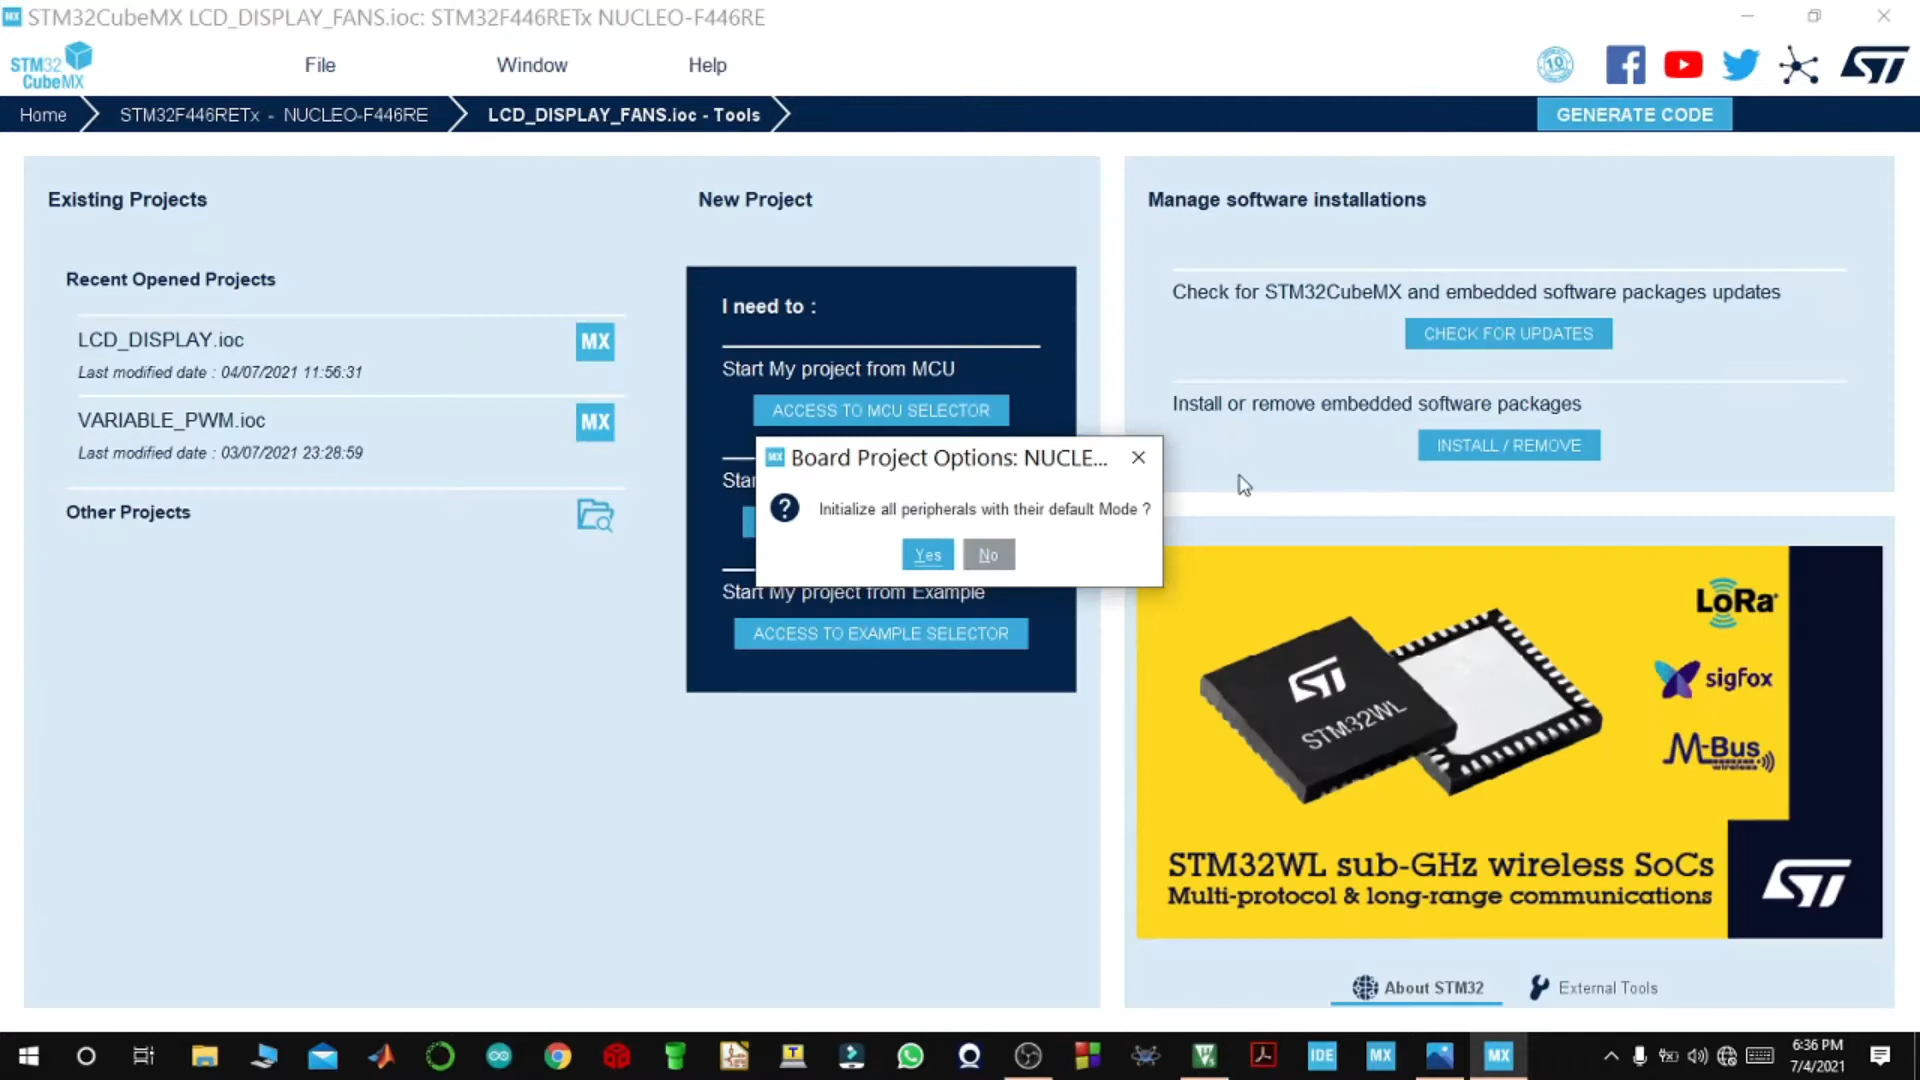 STM32CubeMX LCD_DISPLAY_FANS.ioc: STM32F446RETx NUCLEO-F446RE
STM32
CubeMX
File
Window
Help
10
Home
STM32F446RETx - NUCLEO-F446RE
LCD_DISPLAY_FANS.ioc - Tools
GENERATE CODE
Existing Projects
Recent Opened Projects
LCD_DISPLAY.ioc
MX
Last modified date : 04/07/2021 11:56:31
VARIABLE_PWM.ioc
MX
Last modified date : 03/07/2021 23:28:59
Other Projects
New Project
I need to :
Start My project from MCU
ACCESS TO MCU SELECTOR
Star
Start My project from Example
ACCESS TO EXAMPLE SELECTOR
MX Board Project Options: NUCLE...
Initialize all peripherals with their default Mode ?
Yes
No
Manage software installations
Check for STM32CubeMX and embedded software packages updates
CHECK FOR UPDATES
Install or remove embedded software packages
INSTALL / REMOVE
LoRa
sigfox
M-Bus
wireless
ST
STM32WL
STM32WL sub-GHz wireless SoCs
Multi-protocol & long-range communications
ST
About STM32
External Tools
IDE
MX
MX
6:36 PM
7/4/2021